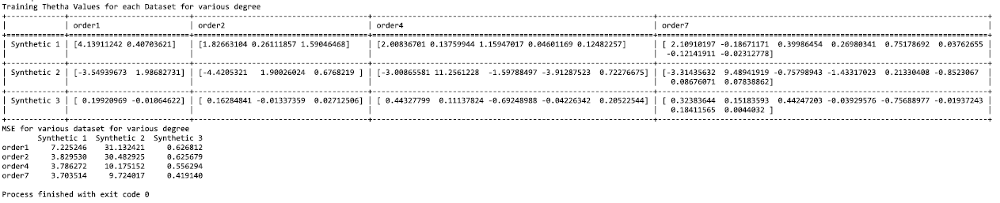 Training Thetha Values for each Dataset for various degree
+-------------+-------------------------+----------------------------------+---------------------------------------------------------+-------------------------------------------------------------------+
|             | order1                  | order2                           | order4                                                  | order7                                                            |
+=============+=========================+==================================+=========================================================+===================================================================+
| Synthetic 1 | [4.13911242 0.40703621] | [1.82663104 0.26111857 1.59046468] | [2.00836701 0.13759944 1.15947017 0.04601169 0.12482257] | [ 2.10910197 -0.18671171  0.39986454  0.26980341  0.75178692  0.03762655
|  -0.12141911 -0.02312778] |
+-------------+-------------------------+----------------------------------+---------------------------------------------------------+-------------------------------------------------------------------+
| Synthetic 2 | [-3.54939673  1.98682731] | [-4.4205321   1.90026024  0.6768219 ] | [-3.00865581 11.2561228  -1.59788497 -3.91287523  0.72276675] | [-3.31435632  9.48941919 -0.75798943 -1.43317023  0.21330408 -0.8523067
|   0.08676071  0.07838862] |
+-------------+-------------------------+----------------------------------+---------------------------------------------------------+-------------------------------------------------------------------+
| Synthetic 3 | [ 0.19920969 -0.01064622] | [ 0.16284841 -0.01337359  0.02712506] | [ 0.44327799  0.11137824 -0.69248988 -0.04226342  0.20522544] | [ 0.32383644  0.15183593  0.44247203 -0.03929576 -0.75688977 -0.01937243
|   0.18411565  0.0044032 ] |
+-------------+-------------------------+----------------------------------+---------------------------------------------------------+-------------------------------------------------------------------+
MSE for various dataset for various degree
        Synthetic 1  Synthetic 2  Synthetic 3
order1     7.225246    31.132421     0.626812
order2     3.829530    30.482925     0.625679
order4     3.786272    10.175152     0.556294
order7     3.703514     9.724017     0.419140
Process finished with exit code 0